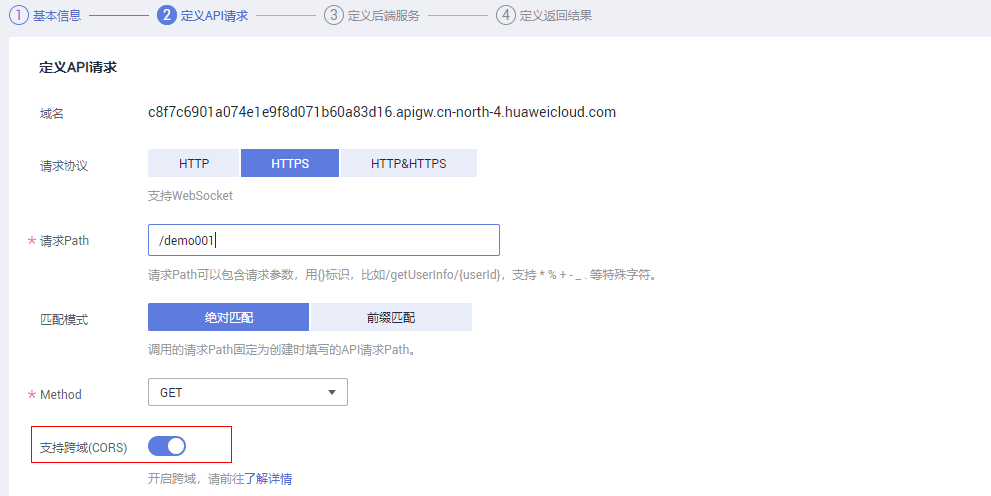 1 基本信息 2 定义API请求 3 定义后端服务 4 定义返回结果
定义API请求
域名 c8f7c6901a074e1e9f8d071b60a83d16.apigw.cn-north-4.huaweicloud.com
请求协议 HTTP HTTPS HTTP&HTTPS
支持WebSocket
* 请求Path /demo001
请求Path可以包含请求参数，用{}标识，比如/getUserInfo/{userId}，支持 * % + - _ . 等特殊字符。
匹配模式 绝对匹配 前缀匹配
调用的请求Path固定为创建时填写的API请求Path。
* Method GET
支持跨域(CORS)
开启跨域，请前往了解详情